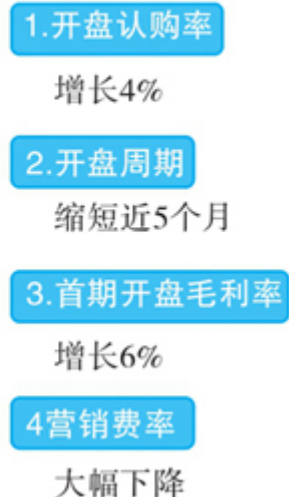 1.开盘认购率
增长4%
2.开盘周期
缩短近5个月
3.首期开盘毛利率
增长6%
4营销费率
大幅下降